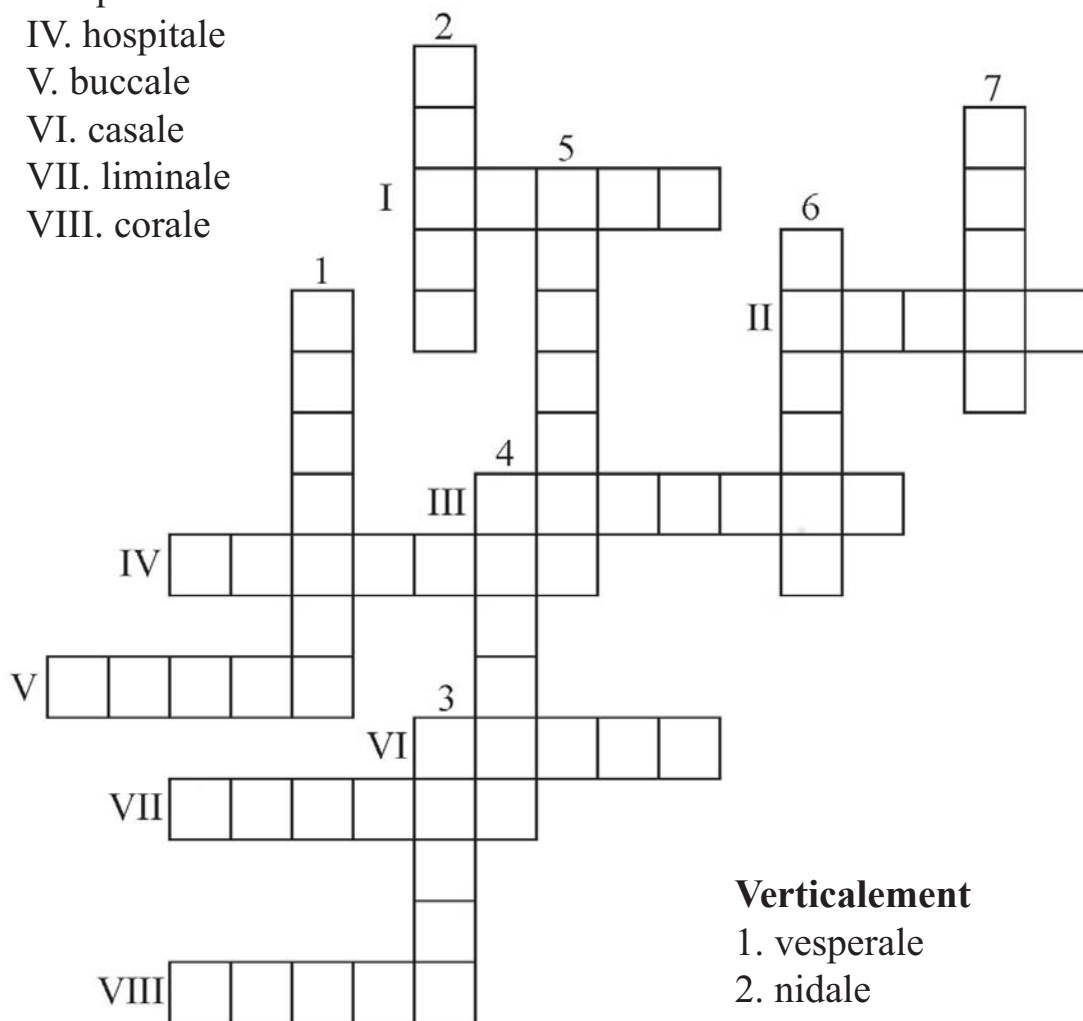 IV. hospitale
V. buccale
VI. casale
VII. liminale
VIII. corale
2
7
5
I
6
1
II
4
III
IV
V
3
VI
VII
VIII
Verticalement
1. vesperale
2. nidale